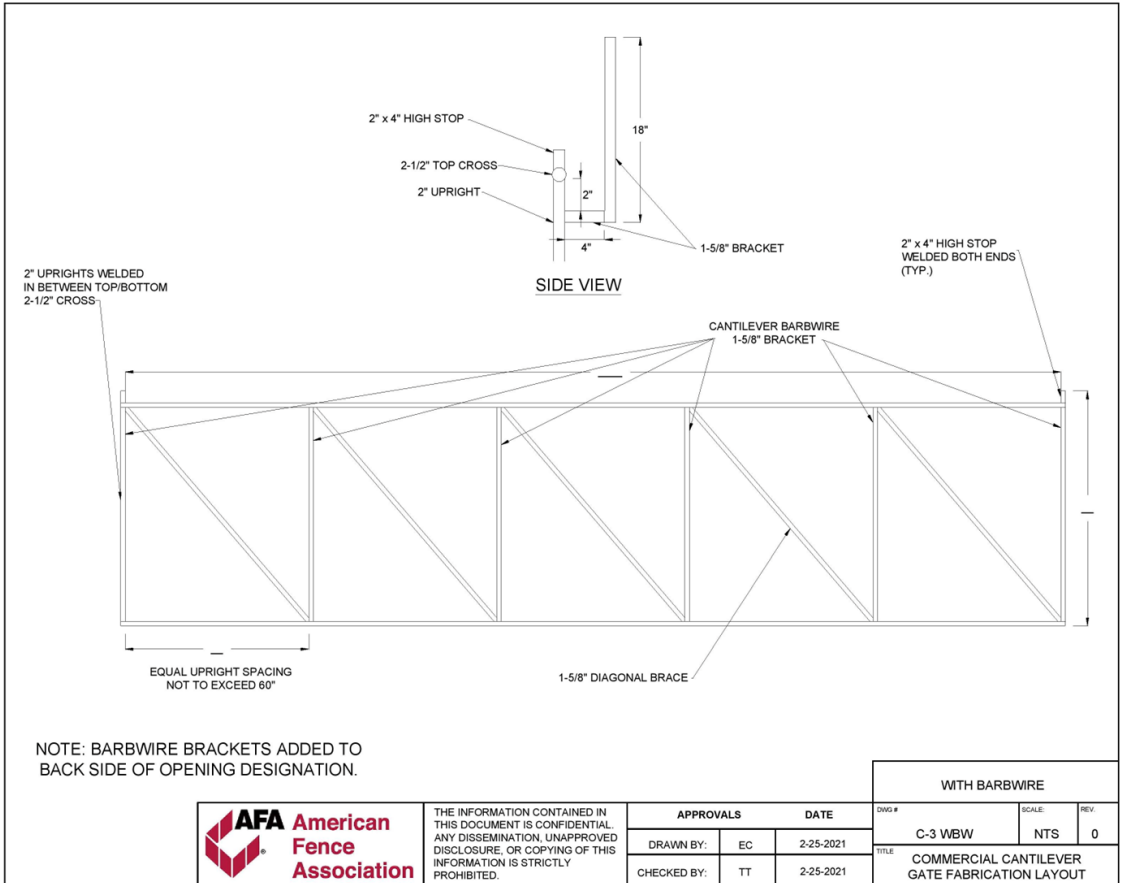 2" x 4" HIGH STOP
2-1/2" TOP CROSS
2" UPRIGHT
18"
2"
4"
1-5/8" BRACKET
SIDE VIEW
2" x 4" HIGH STOP
WELDED BOTH ENDS
(TYP.)
2" UPRIGHTS WELDED
IN BETWEEN TOP/BOTTOM
2-1/2" CROSS
CANTILEVER BARBWIRE
1-5/8" BRACKET
EQUAL UPRIGHT SPACING
NOT TO EXCEED 60"
1-5/8" DIAGONAL BRACE
NOTE: BARBWIRE BRACKETS ADDED TO
BACK SIDE OF OPENING DESIGNATION.
AFA American
Fence
Association
®
THE INFORMATION CONTAINED IN
THIS DOCUMENT IS CONFIDENTIAL.
ANY DISSEMINATION, UNAPPROVED
DISCLOSURE, OR COPYING OF THIS
INFORMATION IS STRICTLY
PROHIBITED.
APPROVALS DATE
DRAWN BY: EC 2-25-2021
CHECKED BY: TT 2-25-2021
WITH BARBWIRE
DWG # SCALE: REV.
C-3 WBW NTS 0
TITLE
COMMERCIAL CANTILEVER
GATE FABRICATION LAYOUT